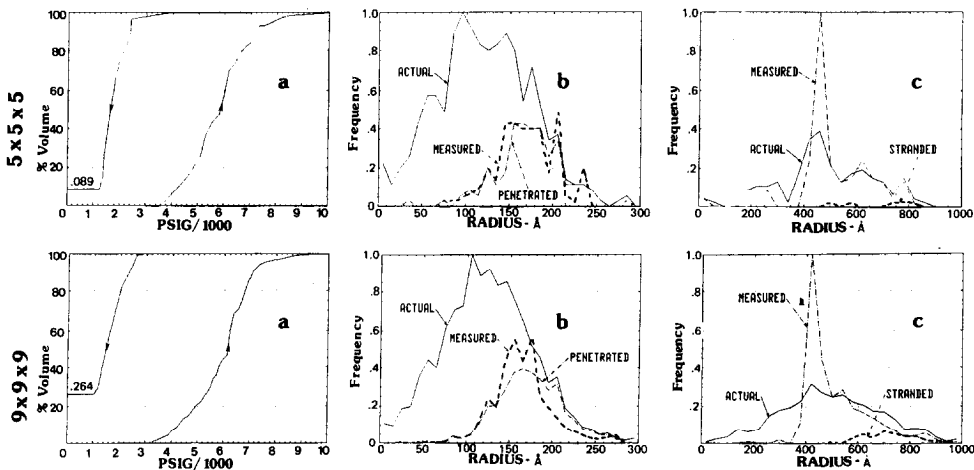 5 x 5 x 5
% Volume
100
80
60
40
20
0
.089
a
0 1 2 3 4 5 6 7 8 9 10
PSIG/1000
Frequency
1.0
.8
.6
.4
.2
0
ACTUAL
b
MEASURED
PENETRATED
0 50 100 150 200 250 300
RADIUS - Å
Frequency
1.0
.8
.6
.4
.2
0
MEASURED
c
ACTUAL
STRANDED
0 200 400 600 800 1000
RADIUS - Å
9 x 9 x 9
% Volume
100
80
60
40
20
0
.264
a
0 1 2 3 4 5 6 7 8 9 10
PSIG/1000
Frequency
1.0
.8
.6
.4
.2
0
ACTUAL
b
MEASURED
PENETRATED
0 50 100 150 200 250 300
RADIUS - Å
Frequency
1.0
.8
.6
.4
.2
0
MEASURED
c
ACTUAL
STRANDED
0 200 400 600 800 1000
RADIUS - Å